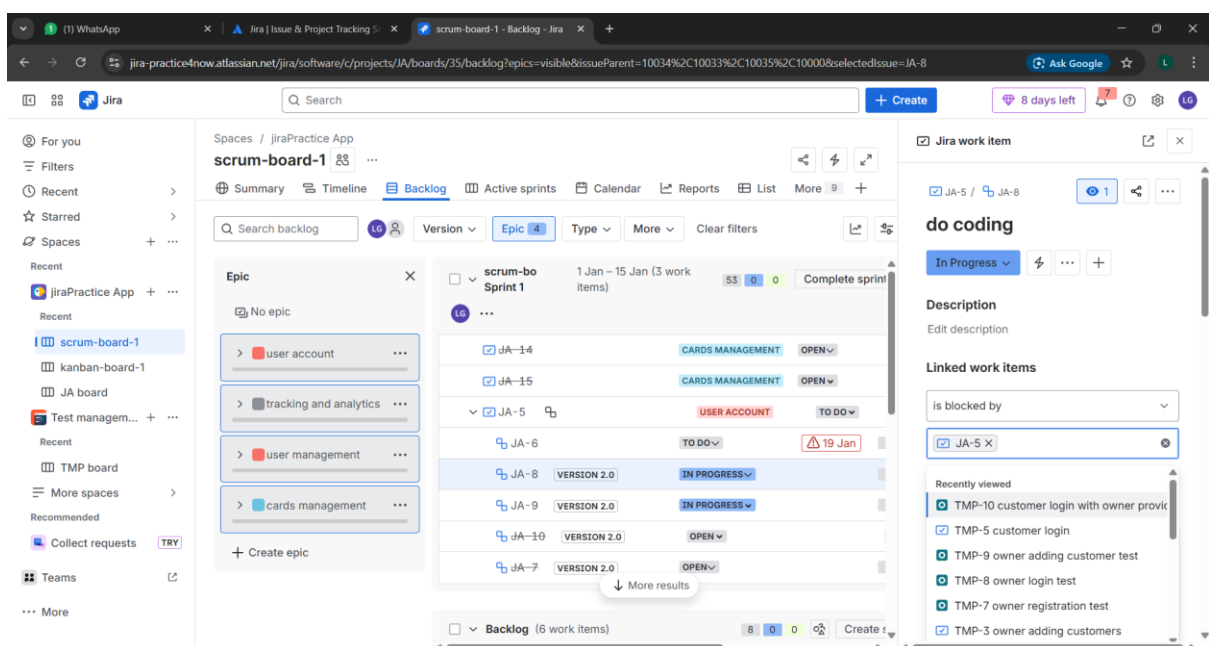 (1) WhatsApp
Jira | Issue & Project Tracking So
scrum-board-1 - Backlog - Jira
jira-practice4now.atlassian.net/jira/software/c/projects/JA/boards/35/backlog?epics=visible&issueParent=10034%2C10033%2C10035%2C10000&selectedIssue=JA-8
Ask Google
L
Jira
Search
+ Create
8 days left
7
LG
For you
Filters
Recent
Starred
Spaces
Recent
jiraPractice App
Recent
scrum-board-1
kanban-board-1
JA board
Test managem...
Recent
TMP board
More spaces
Recommended
Collect requests TRY
Teams
More
Spaces / jiraPractice App
scrum-board-1
Summary Timeline Backlog Active sprints Calendar Reports List More 9
Search backlog
LG
Version Epic 4 Type More Clear filters
Epic
No epic
user account
tracking and analytics
user management
cards management
+ Create epic
scrum-bo
Sprint 1
1 Jan – 15 Jan (3 work
items)
53 0 0
Complete sprint
LG
JA-14 CARDS MANAGEMENT OPEN
JA-15 CARDS MANAGEMENT OPEN
JA-5 USER ACCOUNT TO DO
JA-6 TO DO 19 Jan
JA-8 VERSION 2.0 IN PROGRESS
JA-9 VERSION 2.0 IN PROGRESS
JA-10 VERSION 2.0 OPEN
JA-7 VERSION 2.0 OPEN
More results
Backlog (6 work items) 8 0 0 Create s
Jira work item
JA-5 / JA-8
1
do coding
In Progress
Description
Edit description
Linked work items
is blocked by
JA-5
Recently viewed
TMP-10 customer login with owner provid
TMP-5 customer login
TMP-9 owner adding customer test
TMP-8 owner login test
TMP-7 owner registration test
TMP-3 owner adding customers